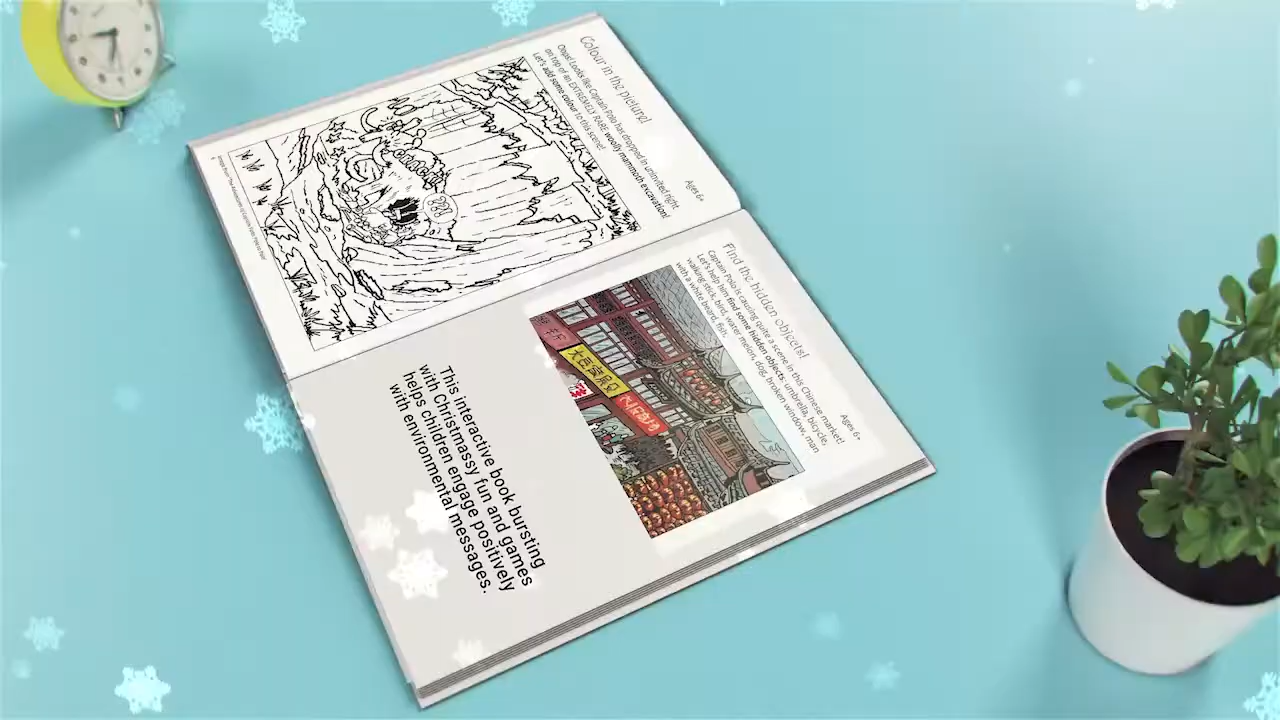 Colour in the picture!
Ages 6+
Oops! Looks like Captain Polo has dropped in uninvited right
on top of an EXTREMELY RARE woolly mammoth excavation!
Let's add some colour to this scene!
Find the hidden objects!
Ages 6+
Captain Polo is causing quite a scene in this Chinese market!
Let's help him find some hidden objects: umbrella, bicycle,
walking stick, bird, water melon, dog, broken window, man
with a white beard, fish.
This interactive book bursting
with Christmassy fun and games
helps children engage positively
with environmental messages.